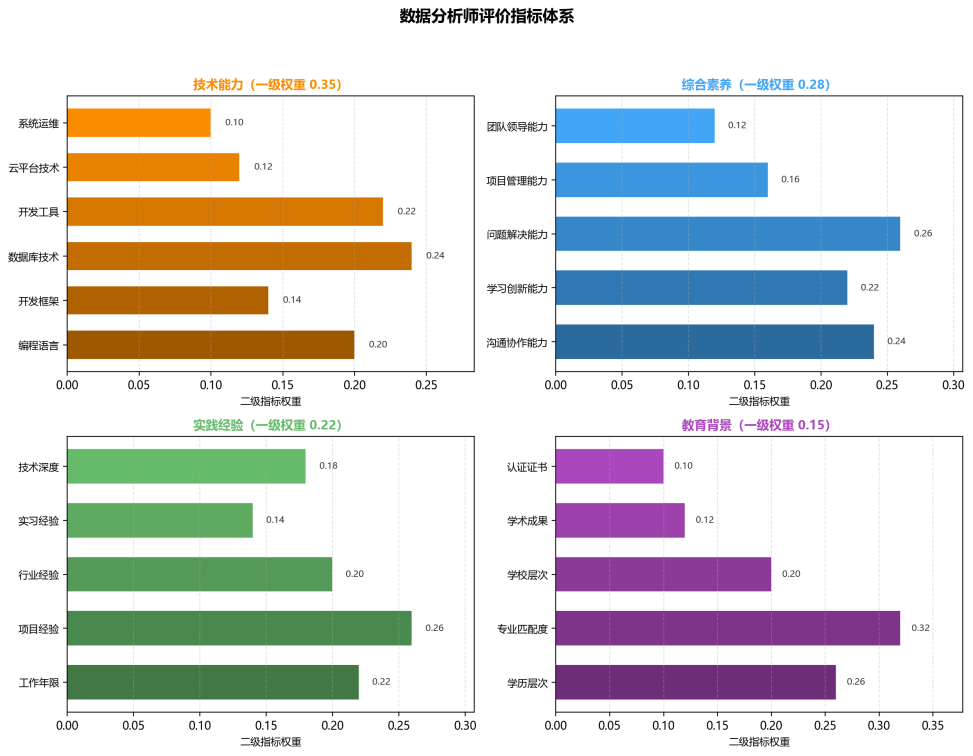 数据分析师评价指标体系
技术能力（一级权重 0.35）
系统运维
0.10
云平台技术
0.12
开发工具
0.22
数据库技术
0.24
开发框架
0.14
编程语言
0.20
0.00 0.05 0.10 0.15 0.20 0.25
二级指标权重
综合素养（一级权重 0.28）
团队领导能力
0.12
项目管理能力
0.16
问题解决能力
0.26
学习创新能力
0.22
沟通协作能力
0.24
0.00 0.05 0.10 0.15 0.20 0.25 0.30
二级指标权重
实践经验（一级权重 0.22）
技术深度
0.18
实习经验
0.14
行业经验
0.20
项目经验
0.26
工作年限
0.22
0.00 0.05 0.10 0.15 0.20 0.25 0.30
二级指标权重
教育背景（一级权重 0.15）
认证证书
0.10
学术成果
0.12
学校层次
0.20
专业匹配度
0.32
学历层次
0.26
0.00 0.05 0.10 0.15 0.20 0.25 0.30 0.35
二级指标权重